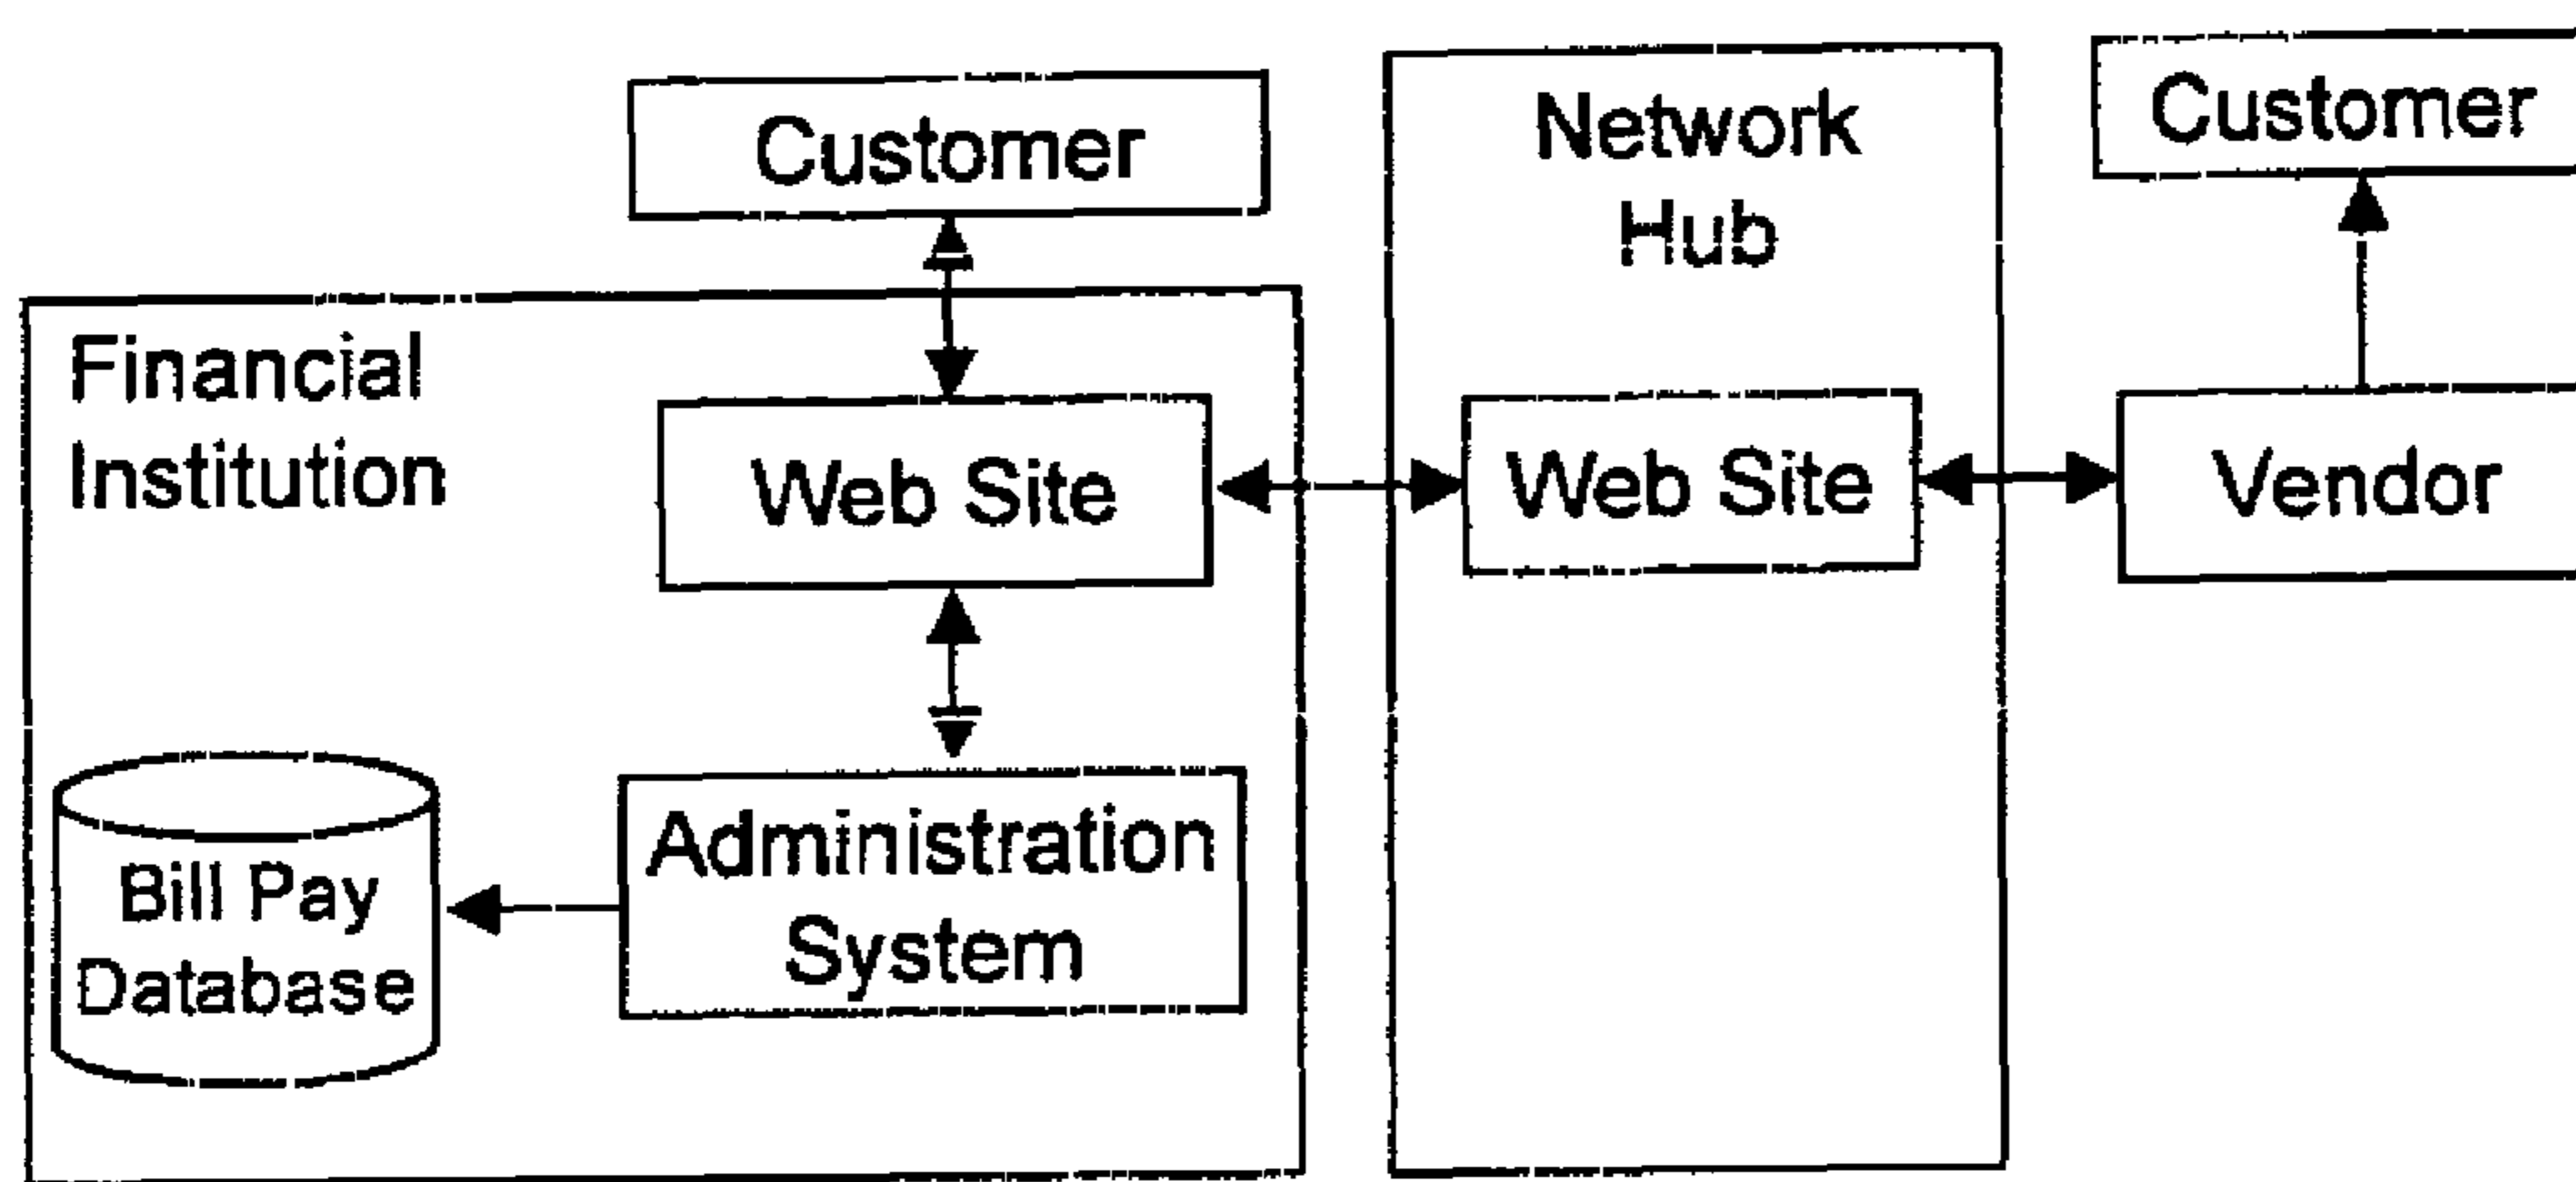 Customer
Network
Hub
Customer
Financial
Institution
Web Site
Web Site
Vendor
Administration
System
Bill Pay
Database